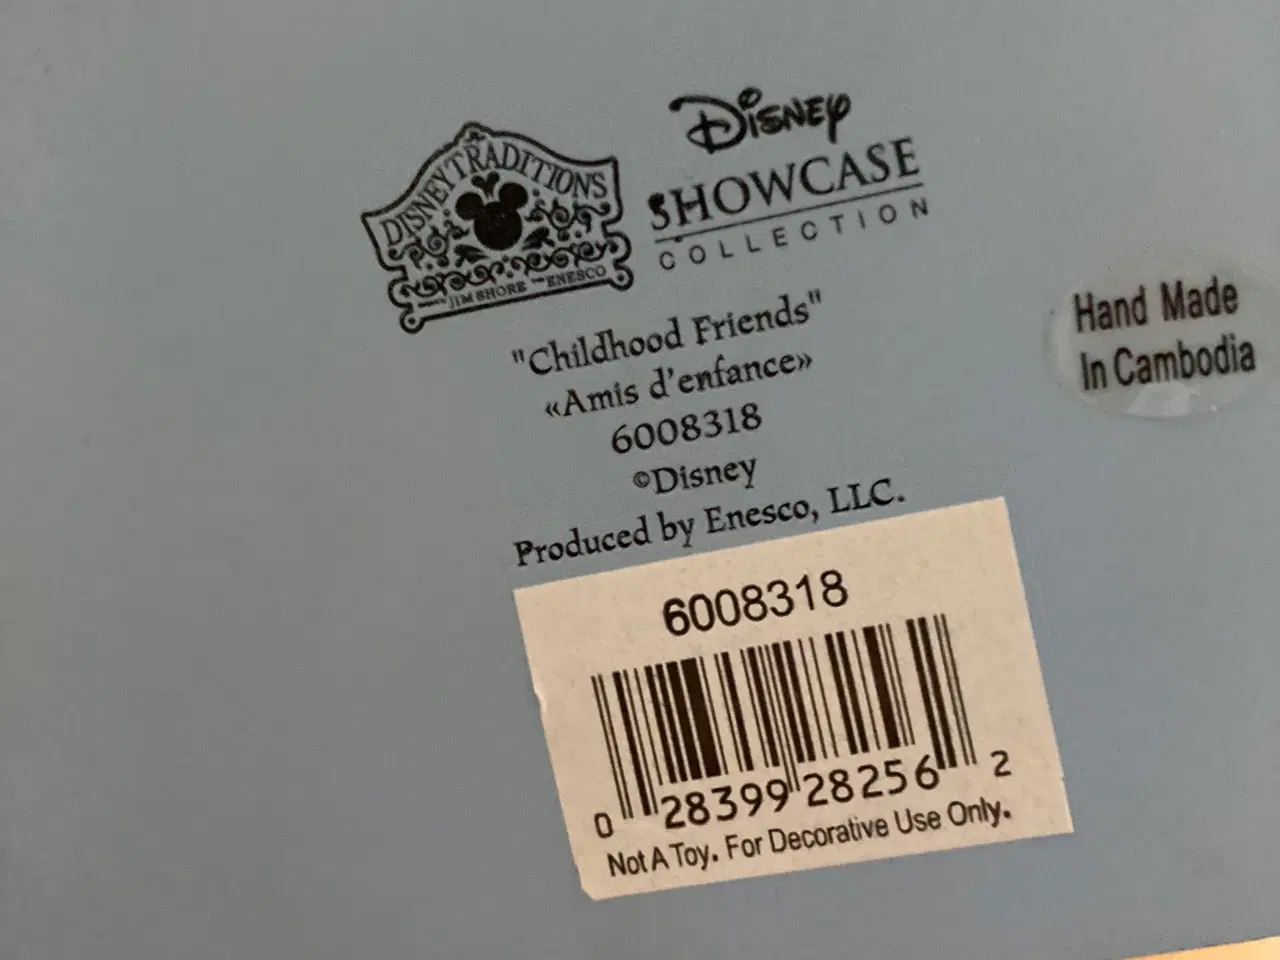 DISNEY TRADITIONS
JIM SHORE ENESCO
Disney
SHOWCASE
COLLECTION
"Childhood Friends"
«Amis d'enfance»
6008318
©Disney
Produced by Enesco, LLC.
Hand Made
In Cambodia
6008318
0 28399 28256 2
Not A Toy. For Decorative Use Only.